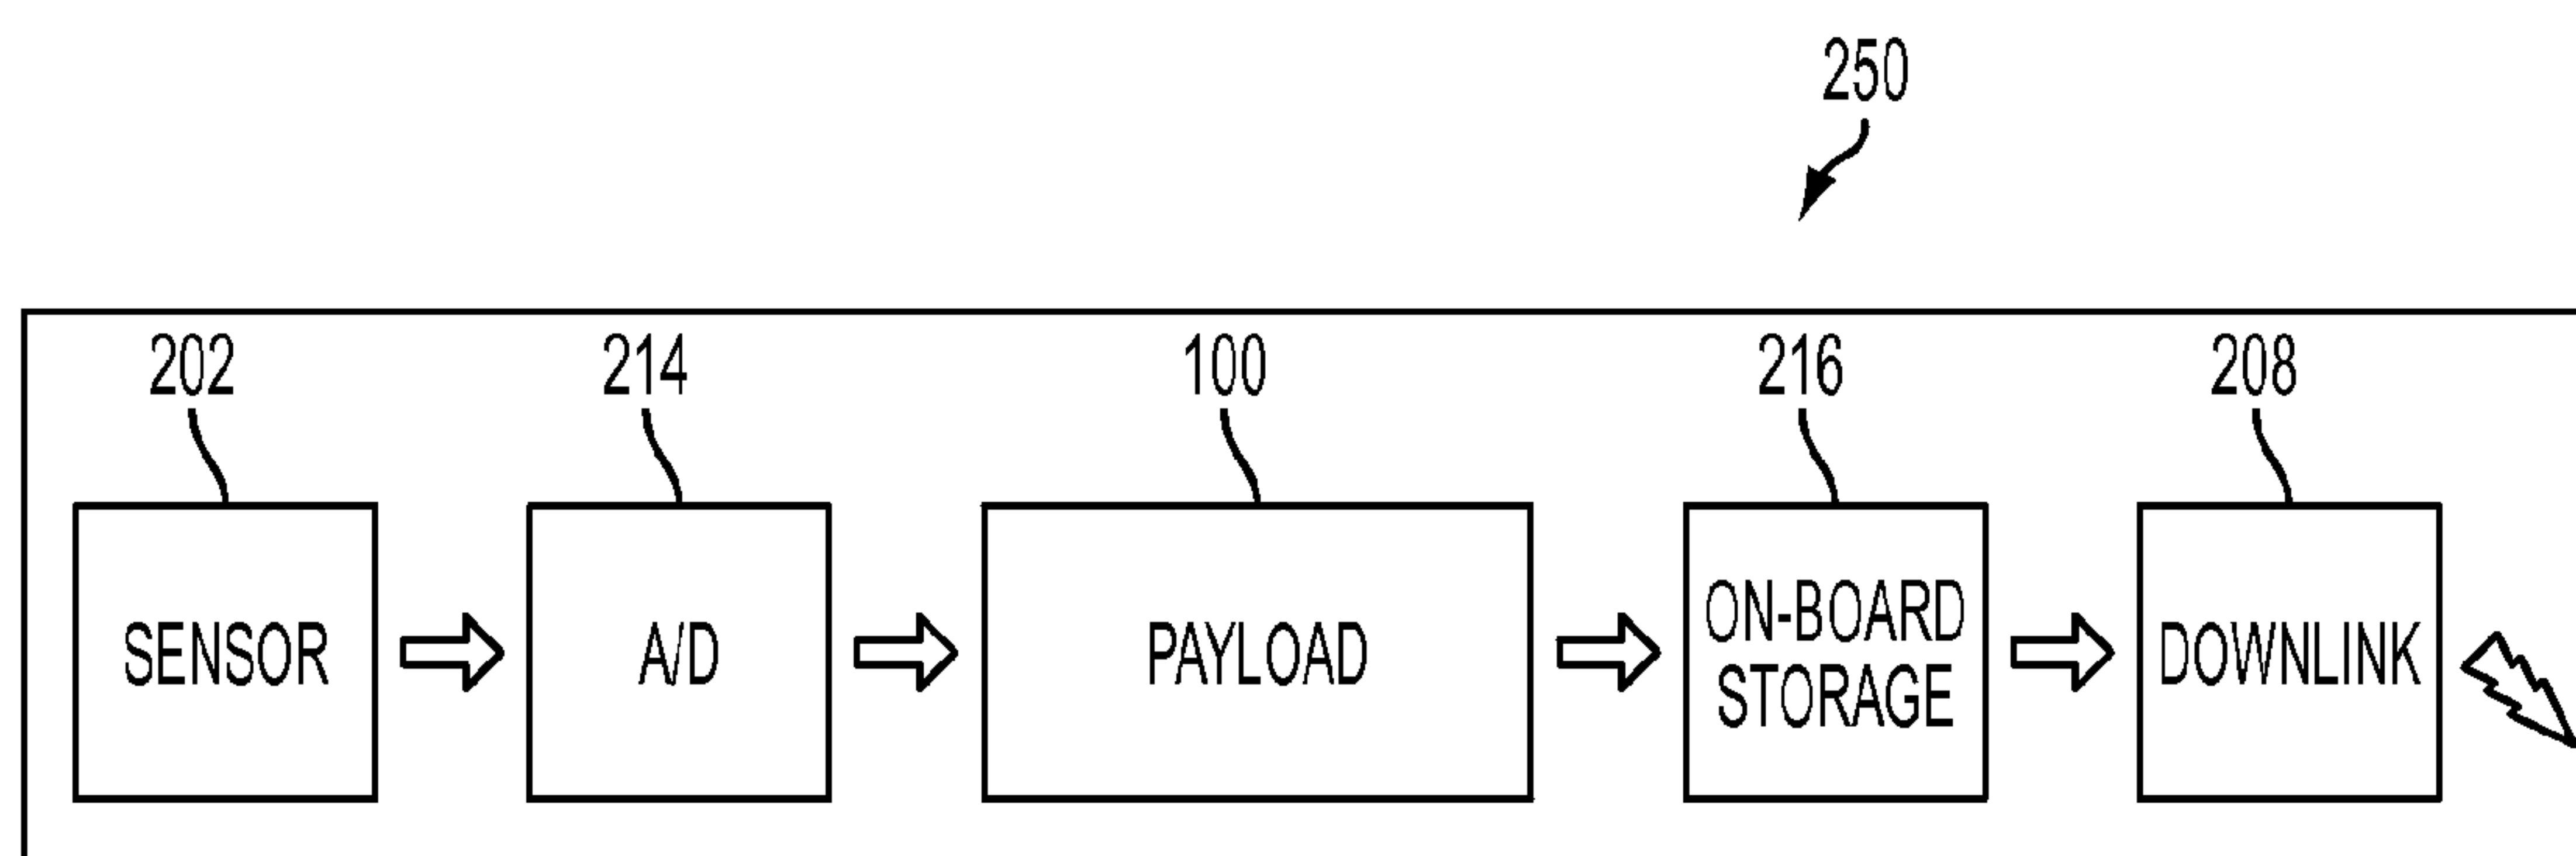 250
202
214
100
216
208
SENSOR
A/D
PAYLOAD
ON-BOARD
STORAGE
DOWNLINK